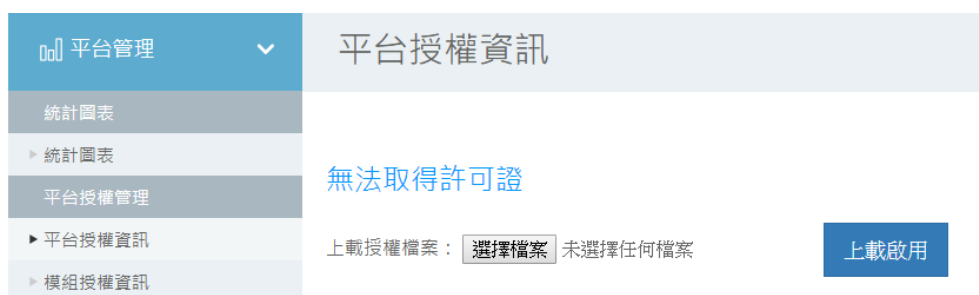 平台管理
統計圖表
統計圖表
平台授權管理
平台授權資訊
模組授權資訊
平台授權資訊
無法取得許可證
上載授權檔案： 選擇檔案 未選擇任何檔案 上載啟用